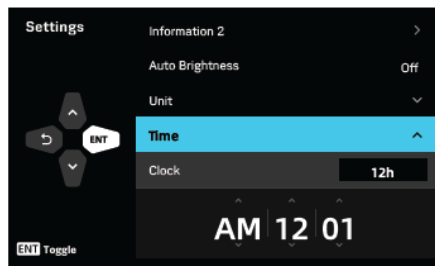 Settings
Information 2
Auto Brightness Off
Unit
ENT
Time
Clock 12h
AM 12 01
ENT Toggle